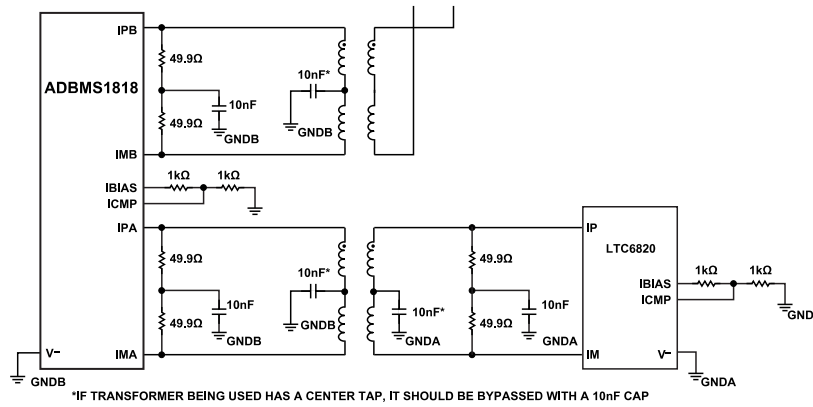 IPB
49.9Ω
ADBMS1818
10nF*
10nF
49.9Ω
GNDB
GNDB
IMB
1kΩ 1kΩ
IBIAS
ICMP
IPA
IP
LTC6820
49.9Ω
49.9Ω
10nF*
1kΩ 1kΩ
IBIAS
10nF
10nF*
10nF
ICMP
49.9Ω
GNDB
GNDB
GNDA
49.9Ω
GNDA
GND
V–
IMA
IM
V–
GNDB
GNDA
*IF TRANSFORMER BEING USED HAS A CENTER TAP, IT SHOULD BE BYPASSED WITH A 10nF CAP